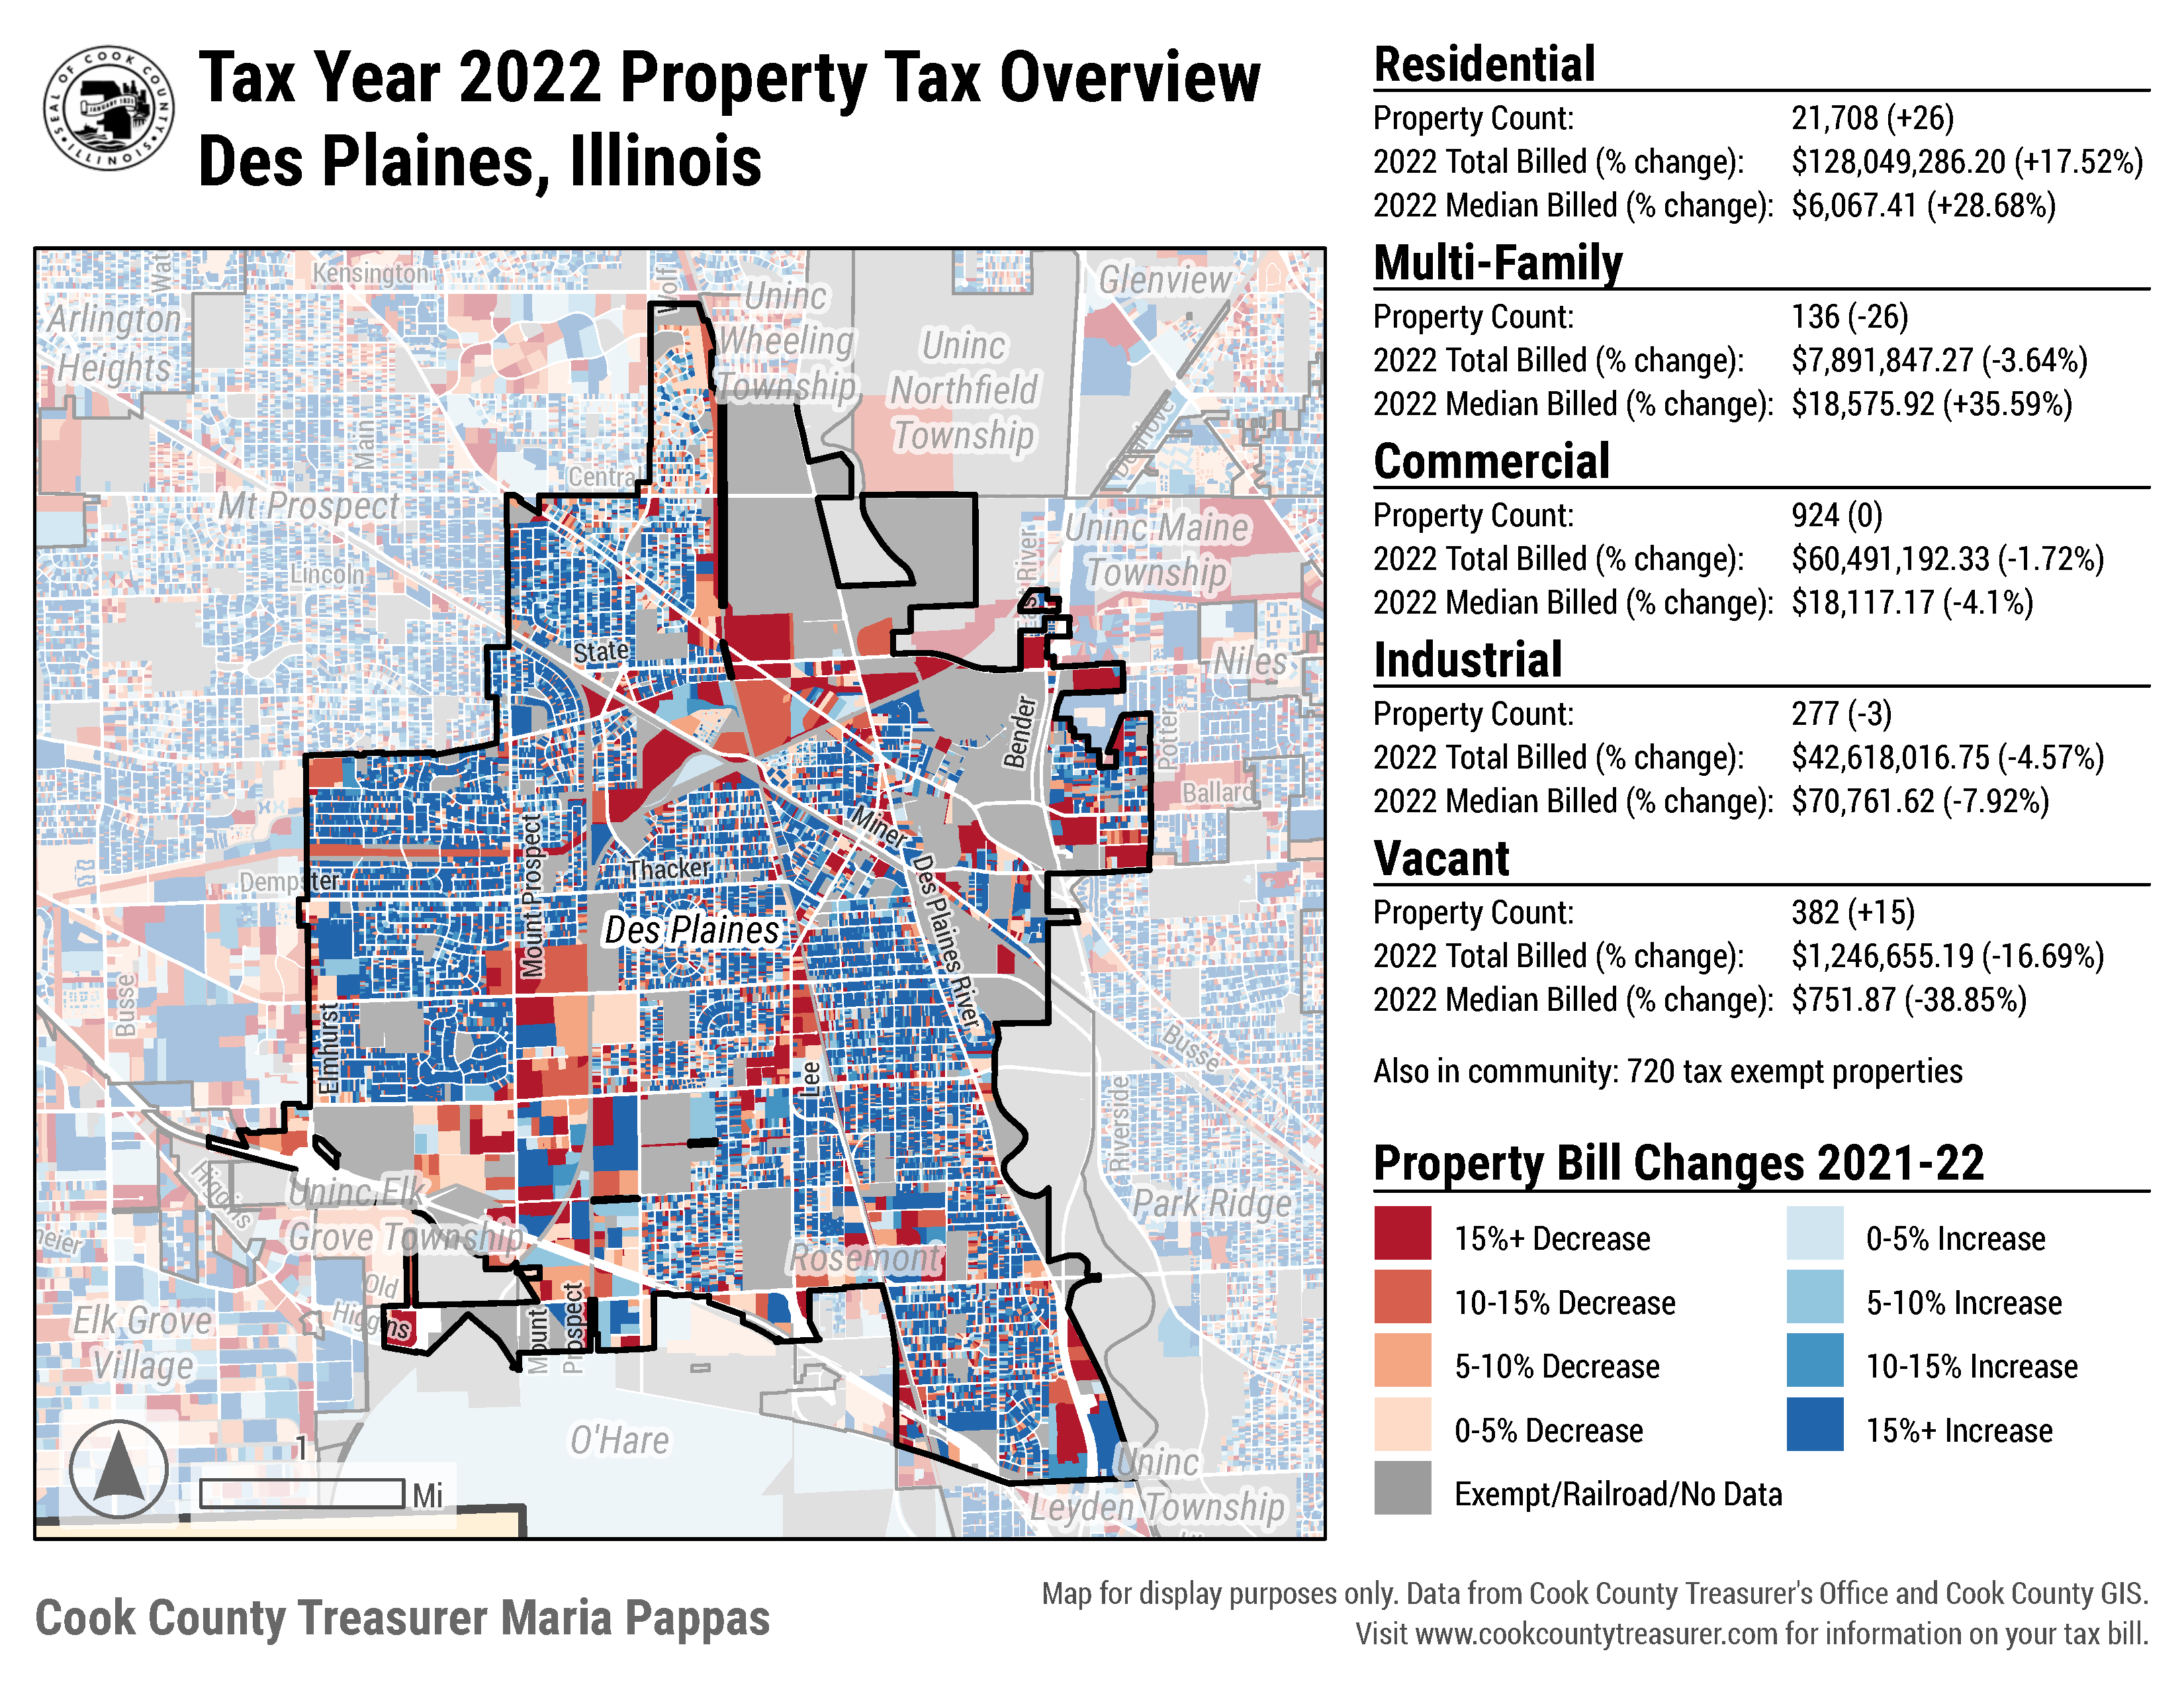 SEAL OF COOK COUNTY
ILLINOIS
JANUARY 1831
Tax Year 2022 Property Tax Overview
Des Plaines, Illinois
Residential
Property Count: 21,708 (+26)
2022 Total Billed (% change): $128,049,286.20 (+17.52%)
2022 Median Billed (% change): $6,067.41 (+28.68%)
Multi-Family
Property Count: 136 (-26)
2022 Total Billed (% change): $7,891,847.27 (-3.64%)
2022 Median Billed (% change): $18,575.92 (+35.59%)
Commercial
Property Count: 924 (0)
2022 Total Billed (% change): $60,491,192.33 (-1.72%)
2022 Median Billed (% change): $18,117.17 (-4.1%)
Industrial
Property Count: 277 (-3)
2022 Total Billed (% change): $42,618,016.75 (-4.57%)
2022 Median Billed (% change): $70,761.62 (-7.92%)
Vacant
Property Count: 382 (+15)
2022 Total Billed (% change): $1,246,655.19 (-16.69%)
2022 Median Billed (% change): $751.87 (-38.85%)
Also in community: 720 tax exempt properties
Property Bill Changes 2021-22
15%+ Decrease
10-15% Decrease
5-10% Decrease
0-5% Decrease
Exempt/Railroad/No Data
0-5% Increase
5-10% Increase
10-15% Increase
15%+ Increase
Kensington
Wat
Wolf
Arlington
Heights
Uninc
Wheeling
Township
Uninc
Northfield
Township
Glenview
Main
Central
Mt Prospect
Lincoln
Uninc Maine
Township
East River
State
Niles
Bender
Potter
Ballard
Miner
Mount Prospect
Thacker
Dempster
Des Plaines
Des Plaines River
Busse
Elmhurst
Lee
Busse
Riverside
Park Ridge
Higgins
Uninc Elk
Grove Township
Rosemont
meier
Old
Higgins
Elk Grove
Village
Mount
Prospect
O'Hare
Uninc
Leyden Township
1
Mi
Cook County Treasurer Maria Pappas
Map for display purposes only. Data from Cook County Treasurer's Office and Cook County GIS.
Visit www.cookcountytreasurer.com for information on your tax bill.